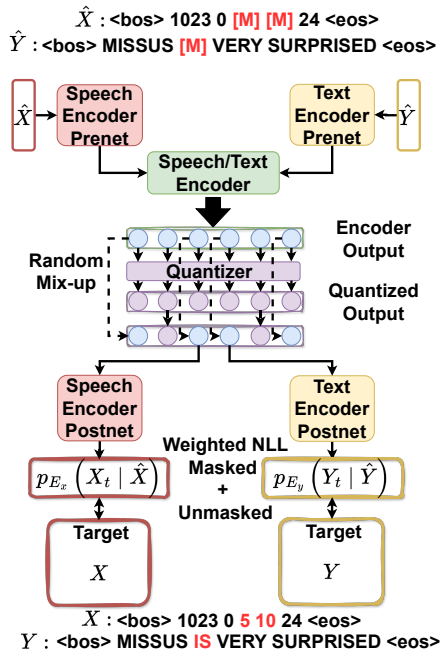 X̂ : <bos> 1023 0 [M] [M] 24 <eos>
Ŷ : <bos> MISSUS [M] VERY SURPRISED <eos>
X̂
Speech
Encoder
Prenet
Text
Encoder
Prenet
Ŷ
Speech/Text
Encoder
Random
Mix-up
Quantizer
Encoder
Output
Quantized
Output
Speech
Encoder
Postnet
Text
Encoder
Postnet
Weighted NLL
Masked
+
Unmasked
p_{E_x}(X_t | X̂)
p_{E_y}(Y_t | Ŷ)
Target
X
Target
Y
X : <bos> 1023 0 5 10 24 <eos>
Y : <bos> MISSUS IS VERY SURPRISED <eos>